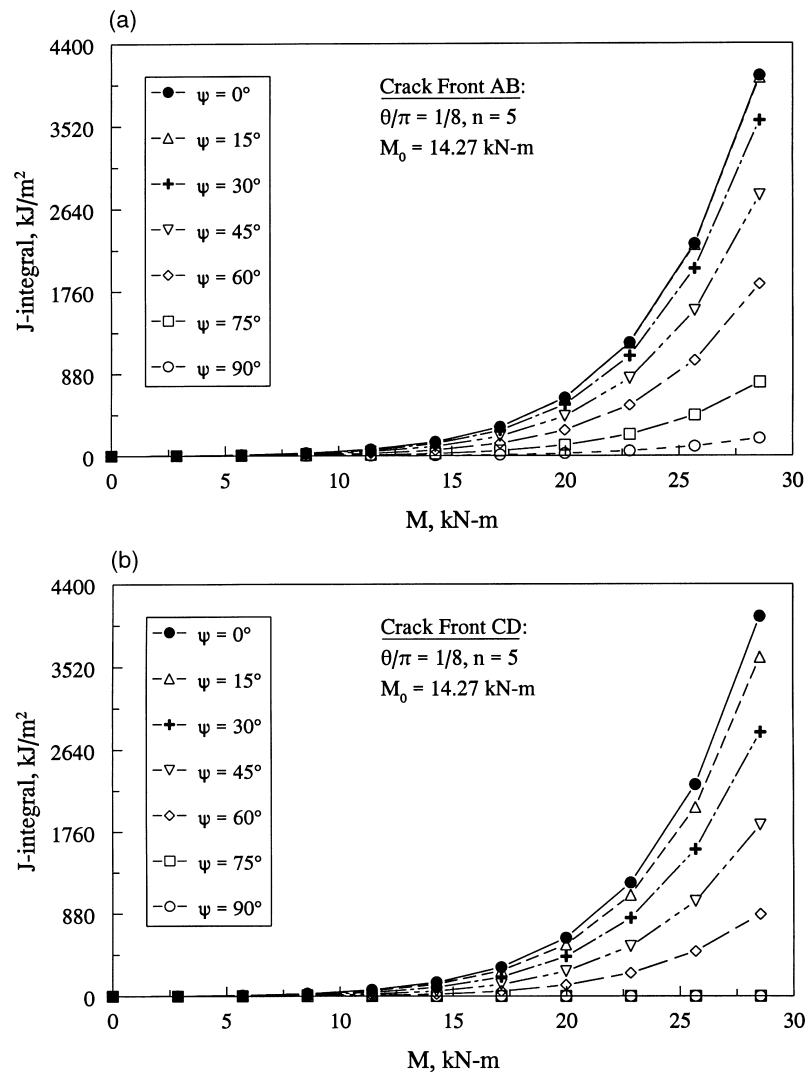 (a)
4400
3520
2640
1760
880
0
J-integral, kJ/m²
ψ = 0°
ψ = 15°
ψ = 30°
ψ = 45°
ψ = 60°
ψ = 75°
ψ = 90°
Crack Front AB:
θ/π = 1/8, n = 5
M₀ = 14.27 kN-m
0 5 10 15 20 25 30
M, kN-m
(b)
4400
3520
2640
1760
880
0
J-integral, kJ/m²
ψ = 0°
ψ = 15°
ψ = 30°
ψ = 45°
ψ = 60°
ψ = 75°
ψ = 90°
Crack Front CD:
θ/π = 1/8, n = 5
M₀ = 14.27 kN-m
0 5 10 15 20 25 30
M, kN-m